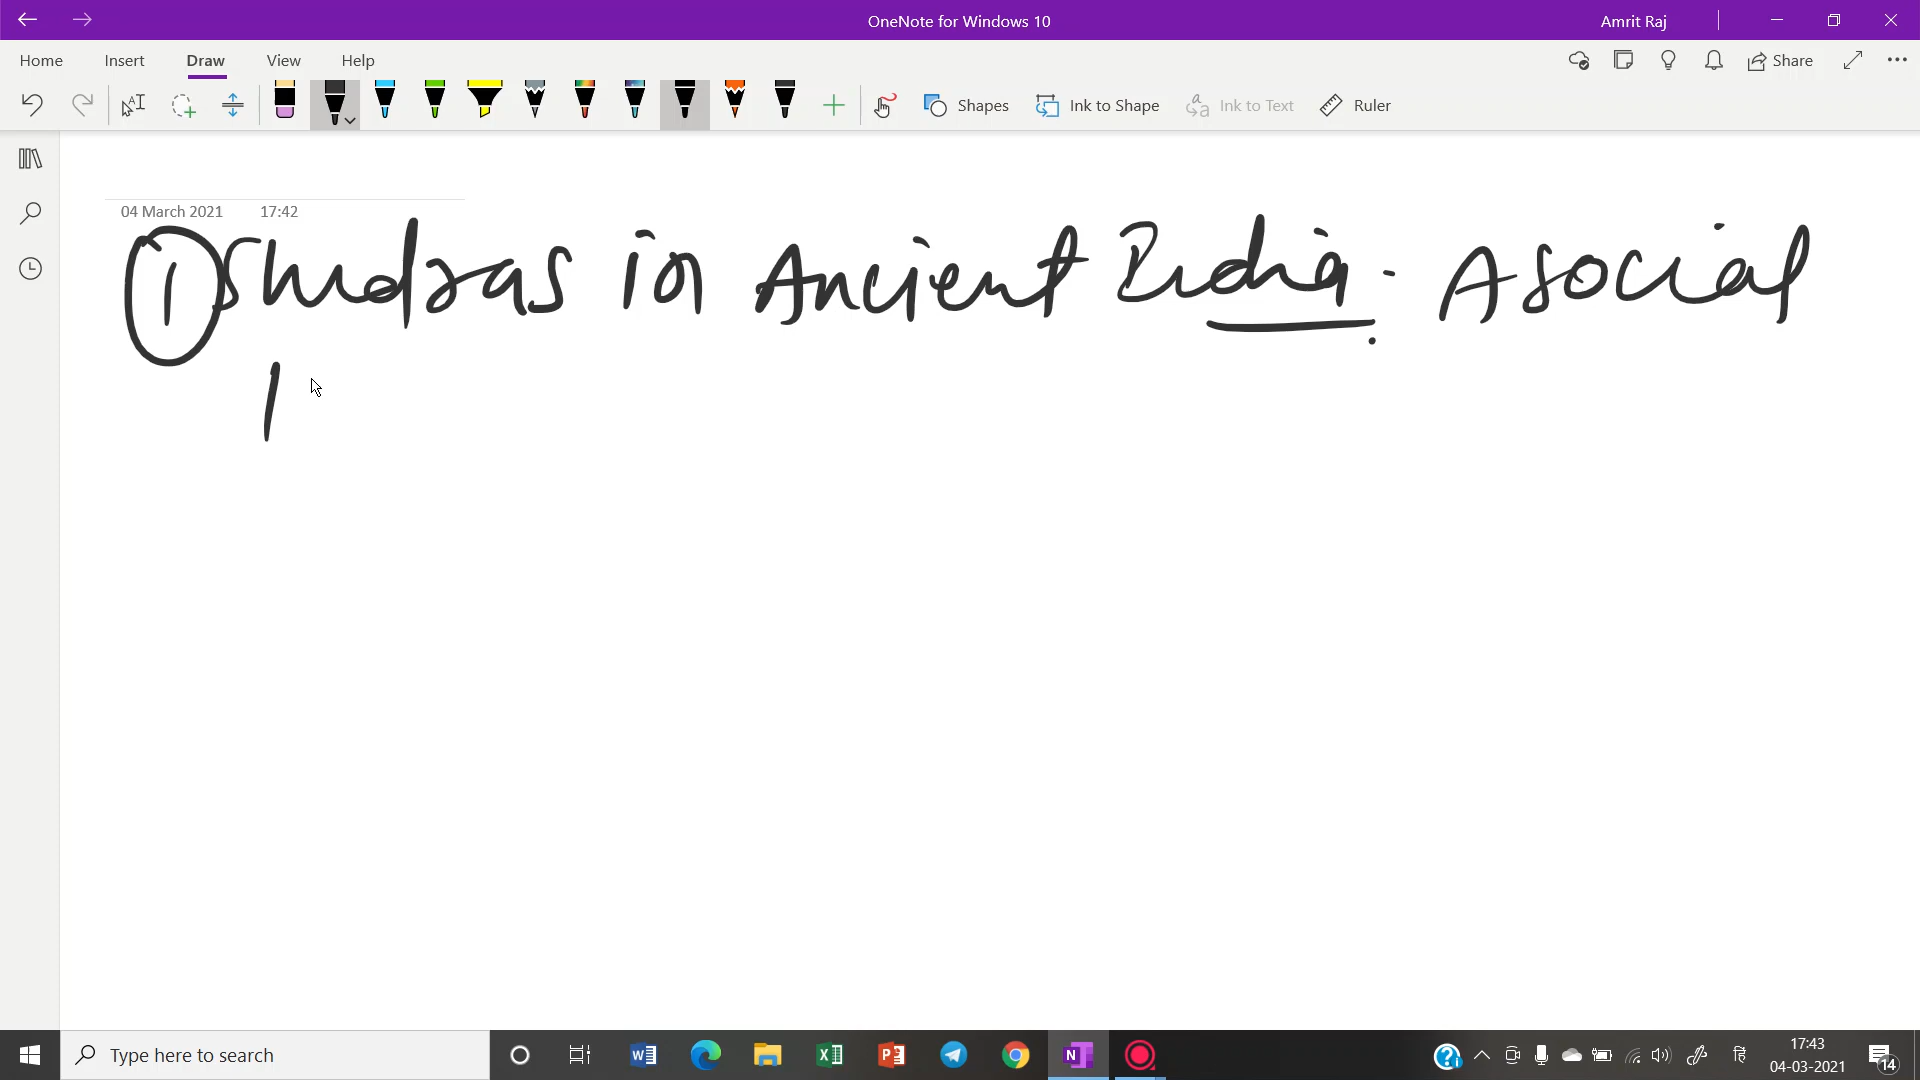 OneNote for Windows 10
Amrit Raj
Home Insert Draw View Help
Share
Shapes Ink to Shape Ink to Text Ruler
04 March 2021 17:42
1 Shudras in Ancient India. A social
Type here to search
हि
17:43
04-03-2021
14